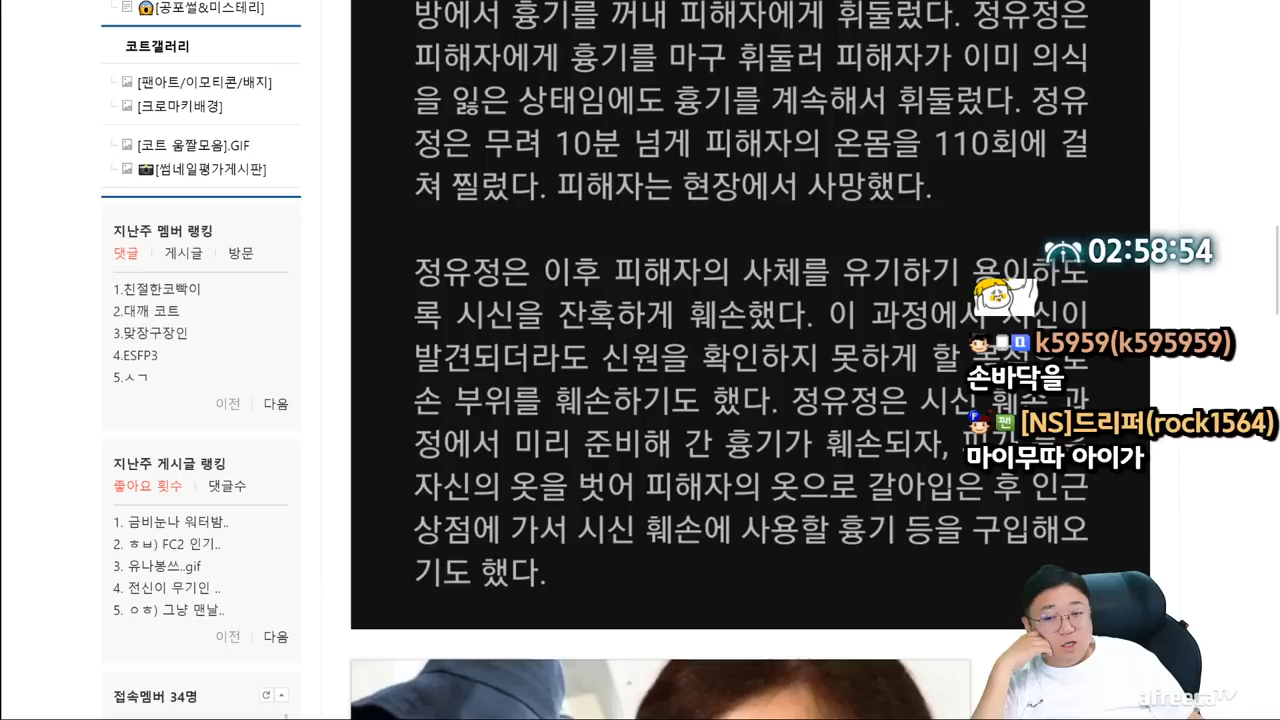 [공포썰&미스테리]
코트갤러리
[팬아트/이모티콘/배지]
[크로마키배경]
[코트 움짤모음].GIF
[썸네일평가게시판]
지난주 멤버 랭킹
댓글 게시글 방문
1.친절한코빡이
2.대깨 코트
3.맞장구장인
4.ESFP3
5.ㅅㄱ
이전 다음
지난주 게시글 랭킹
좋아요 횟수 댓글수
1. 금비눈나 워터밤..
2. ㅎㅂ) FC2 인기..
3. 유나봉쓰..gif
4. 전신이 무기인 ..
5. ㅇㅎ) 그냥 맨날..
이전 다음
접속멤버 34명
방에서 흉기를 꺼내 피해자에게 휘둘렀다. 정유정은
피해자에게 흉기를 마구 휘둘러 피해자가 이미 의식
을 잃은 상태임에도 흉기를 계속해서 휘둘렀다. 정유
정은 무려 10분 넘게 피해자의 온몸을 110회에 걸
쳐 찔렀다. 피해자는 현장에서 사망했다.
정유정은 이후 피해자의 사체를 유기하기 용이하도
록 시신을 잔혹하게 훼손했다. 이 과정에서 시신이
발견되더라도 신원을 확인하지 못하게 할
손 부위를 훼손하기도 했다. 정유정은 시신 훼손 과
정에서 미리 준비해 간 흉기가 훼손되자,
자신의 옷을 벗어 피해자의 옷으로 갈아입은 후 인근
상점에 가서 시신 훼손에 사용할 흉기 등을 구입해오
기도 했다.
02:58:54
k5959(k595959)
손바닥을
F 팬 [NS]드리퍼(rock1564)
마이무따 아이가
afreecaTV